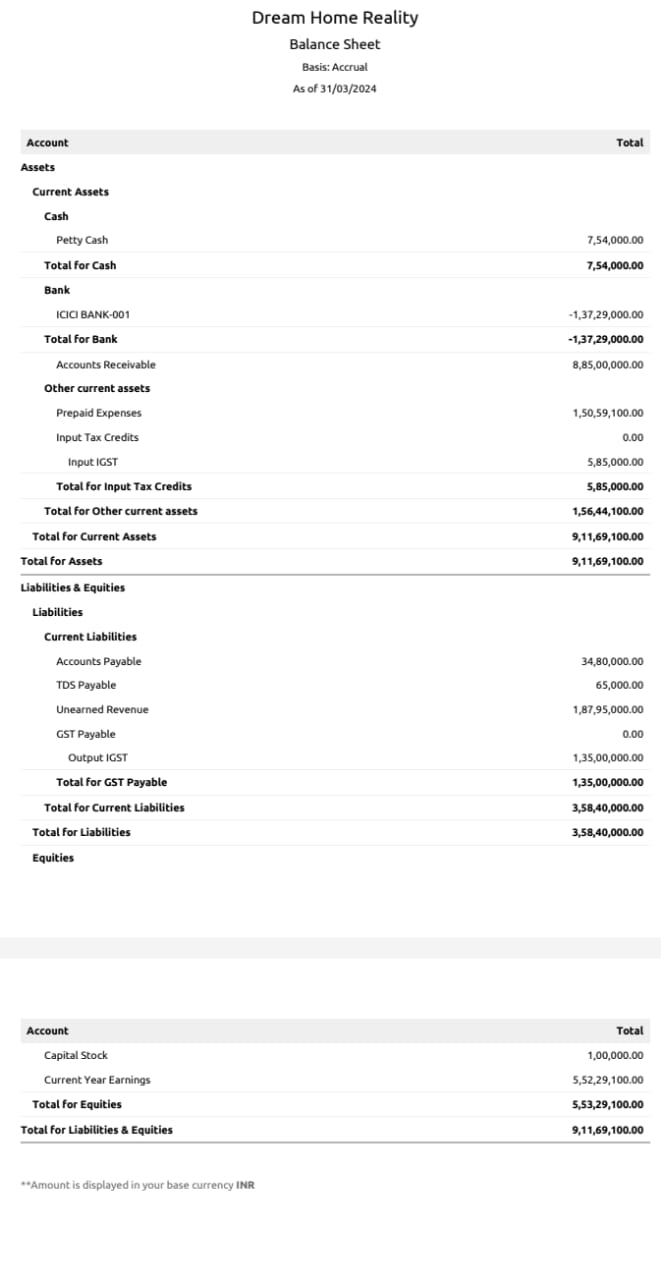 Dream Home Reality
Balance Sheet
Basis: Accrual
As of 31/03/2024
Account Total
Assets
Current Assets
Cash
Petty Cash 7,54,000.00
Total for Cash 7,54,000.00
Bank
ICICI BANK-001 -1,37,29,000.00
Total for Bank -1,37,29,000.00
Accounts Receivable 8,85,00,000.00
Other current assets
Prepaid Expenses 1,50,59,100.00
Input Tax Credits 0.00
Input IGST 5,85,000.00
Total for Input Tax Credits 5,85,000.00
Total for Other current assets 1,56,44,100.00
Total for Current Assets 9,11,69,100.00
Total for Assets 9,11,69,100.00
Liabilities & Equities
Liabilities
Current Liabilities
Accounts Payable 34,80,000.00
TDS Payable 65,000.00
Unearned Revenue 1,87,95,000.00
GST Payable 0.00
Output IGST 1,35,00,000.00
Total for GST Payable 1,35,00,000.00
Total for Current Liabilities 3,58,40,000.00
Total for Liabilities 3,58,40,000.00
Equities
Account Total
Capital Stock 1,00,000.00
Current Year Earnings 5,52,29,100.00
Total for Equities 5,53,29,100.00
Total for Liabilities & Equities 9,11,69,100.00
**Amount is displayed in your base currency INR